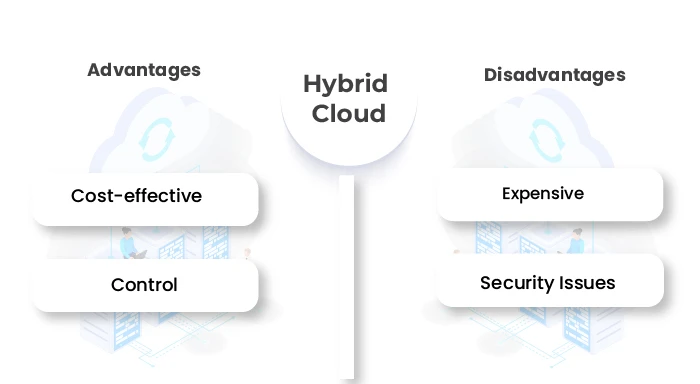 Advantages
Hybrid
Cloud
Disadvantages
Cost-effective
Control
Expensive
Security Issues